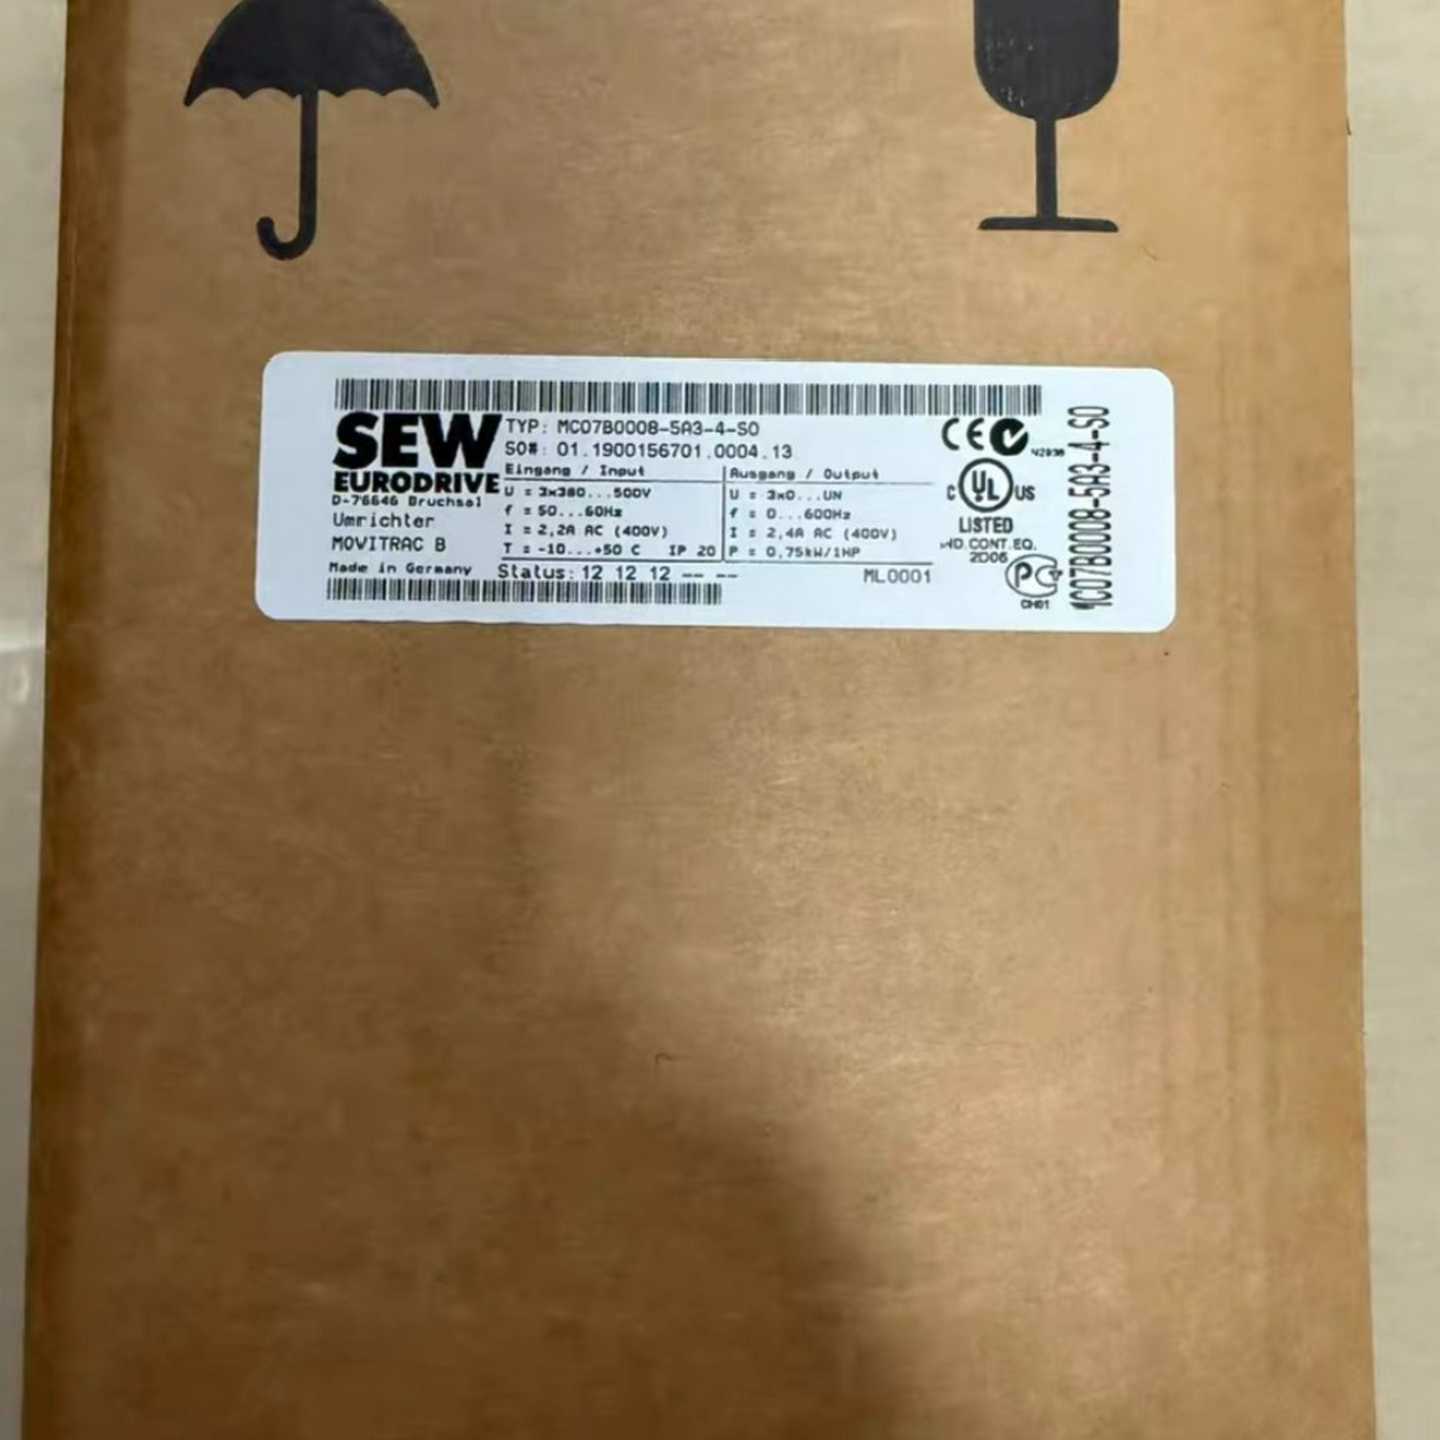 SEW
EURODRIVE
D-76646 Bruchsal
Umrichter
MOVITRAC B
Made in Germany
TYP: MC07B0008-5A3-4-S0
SO#: 01.1900156701.0004.13
Eingang / Input
U = 3x380...500V
f = 50...60Hz
I = 2,2A AC (400V)
T = -10...+50 C IP 20
Ausgang / Output
U = 3x0...UN
f = 0...600Hz
I = 2,4A AC (400V)
P = 0,75kW/1HP
Status: 12 12 12 -- --
ML0001
CE
N2936
C UL US
LISTED
IND.CONT.EQ.
2D06
PC
MC07B0008-5A3-4-S0